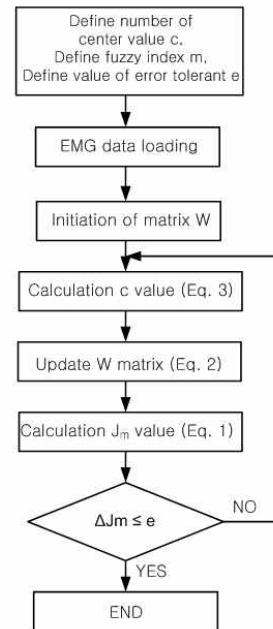 Define number of
center value c,
Define fuzzy index m,
Define value of error tolerant e
EMG data loading
Initiation of matrix W
Calculation c value (Eq. 3)
Update W matrix (Eq. 2)
Calculation Jm value (Eq. 1)
ΔJm ≤ e
NO
YES
END